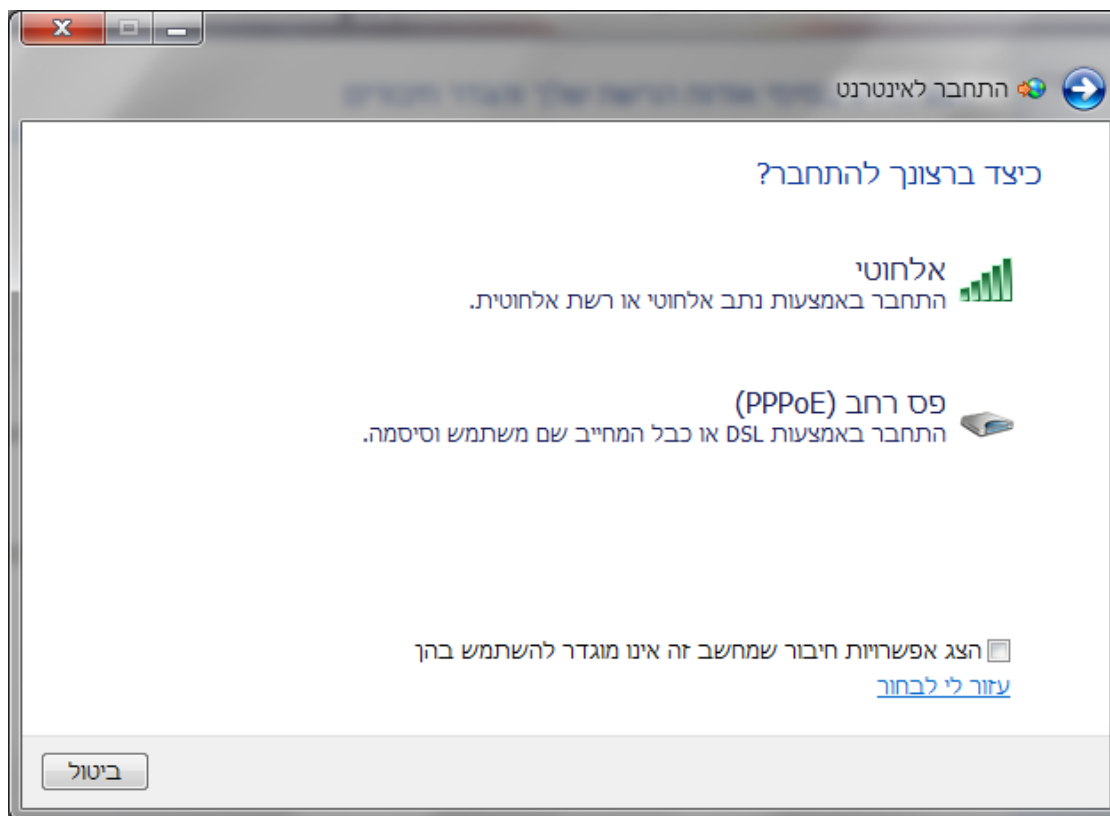 התחבר לאינטרנט
כיצד ברצונך להתחבר?
אלחוטי
התחבר באמצעות נתב אלחוטי או רשת אלחוטית.
פס רחב (PPPoE)
התחבר באמצעות DSL או כבל המחייב שם משתמש וסיסמה.
הצג אפשרויות חיבור שמחשב זה אינו מוגדר להשתמש בהן
עזור לי לבחור
ביטול